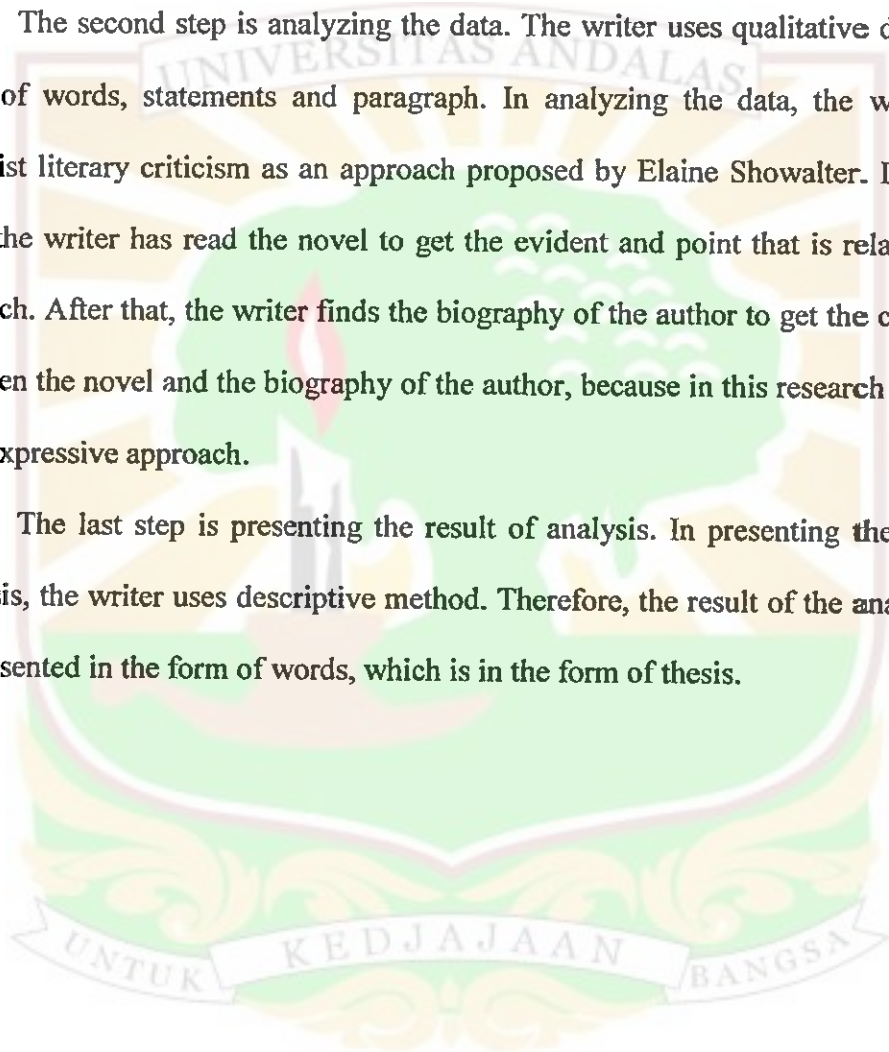 The second step is analyzing the data. The writer uses qualitative
UNIVERSITAS ANDALAS
of words, statements and paragraph. In analyzing the data, the w
ist literary criticism as an approach proposed by Elaine Showalter.
the writer has read the novel to get the evident and point that is rela
ch. After that, the writer finds the biography of the author to get the c
en the novel and the biography of the author, because in this research
xpressive approach.
The last step is presenting the result of analysis. In presenting the
is, the writer uses descriptive method. Therefore, the result of the ana
sented in the form of words, which is in the form of thesis.
UNTUK KEDJAJAAN BANGSA